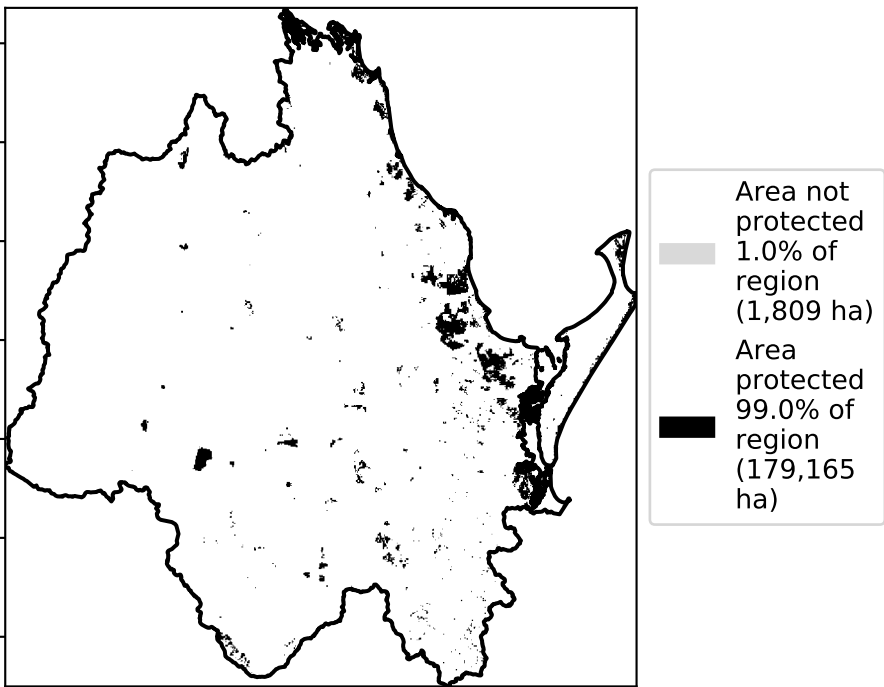 Area not
protected
1.0% of
region
(1,809 ha)
Area
protected
99.0% of
region
(179,165
ha)